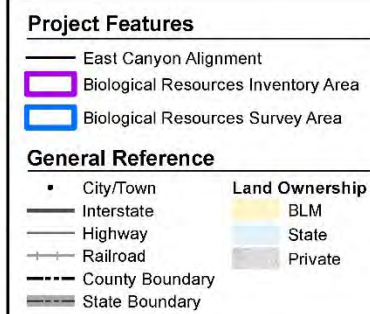 Project Features
East Canyon Alignment
Biological Resources Inventory Area
Biological Resources Survey Area
General Reference
City/Town
Interstate
Highway
Railroad
County Boundary
State Boundary
Land Ownership
BLM
State
Private